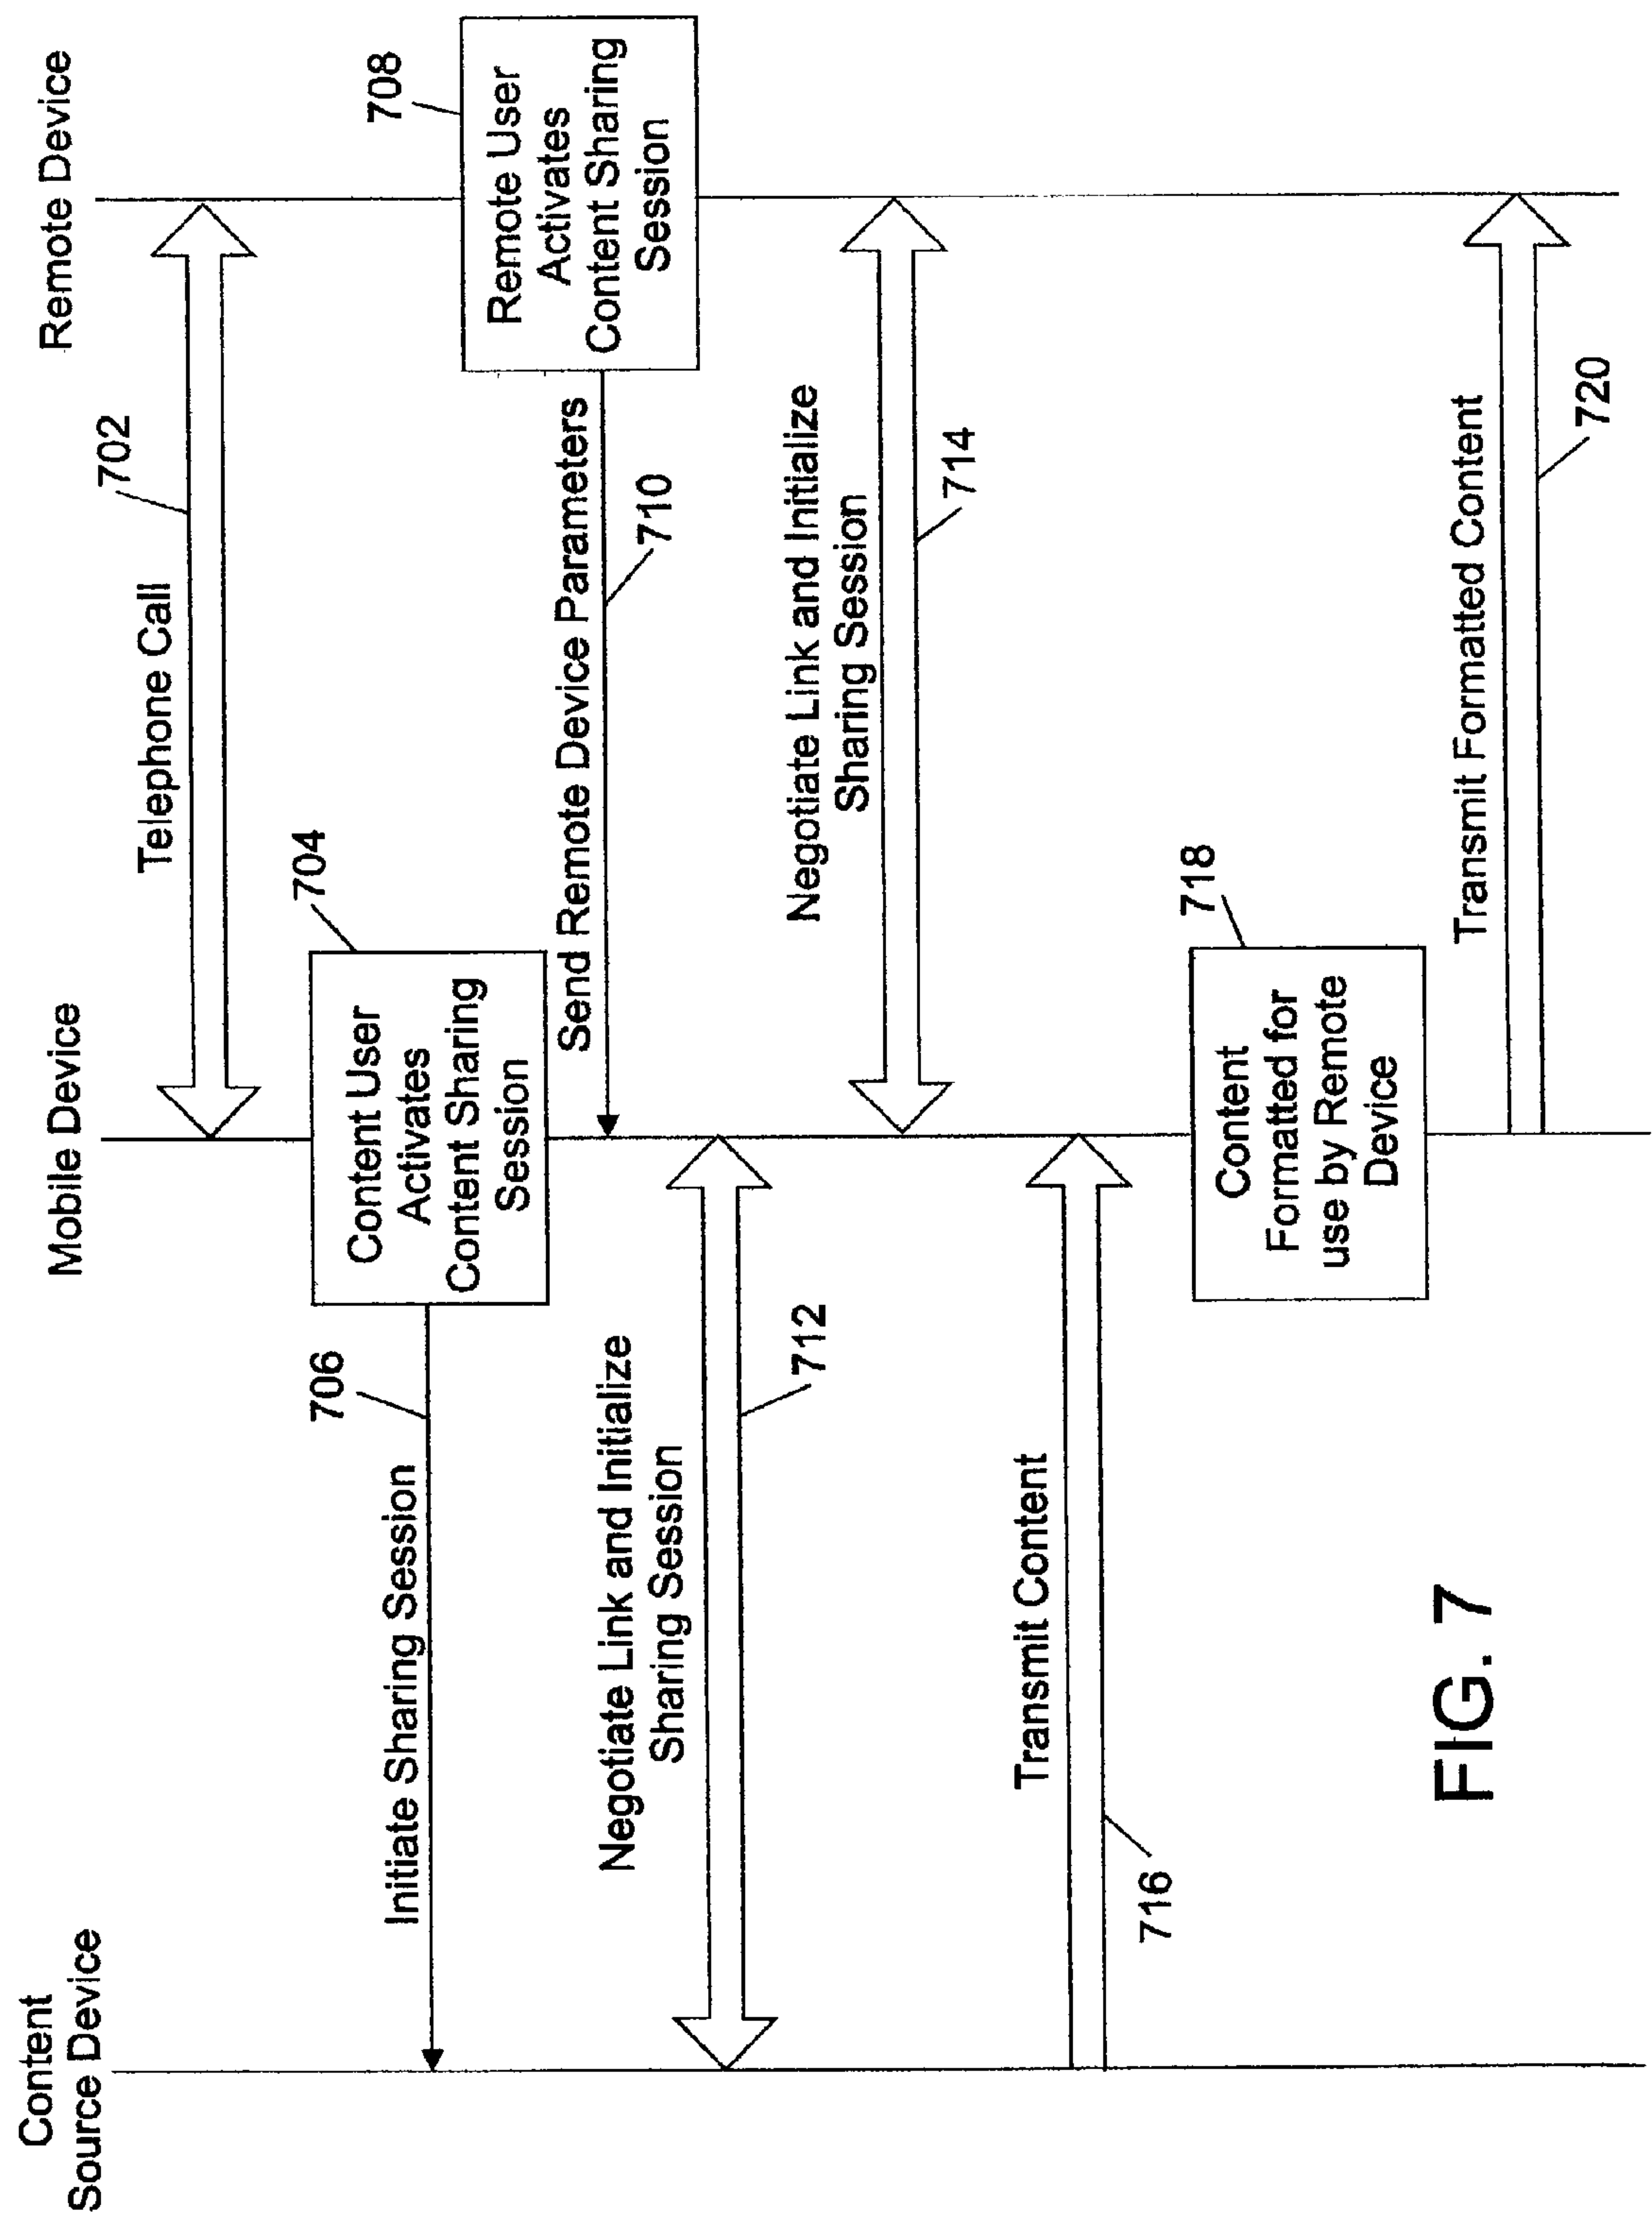 Content
Source Device
Mobile Device
Remote Device
Telephone Call
702
704
Content User
Activates
Content Sharing
Session
706
Initiate Sharing Session
708
Remote User
Activates
Content Sharing
Session
Send Remote Device Parameters
710
Negotiate Link and Initialize
Sharing Session
712
Negotiate Link and Initialize
Sharing Session
714
Transmit Content
716
718
Content
Formatted for
use by Remote
Device
Transmit Formatted Content
720
FIG. 7